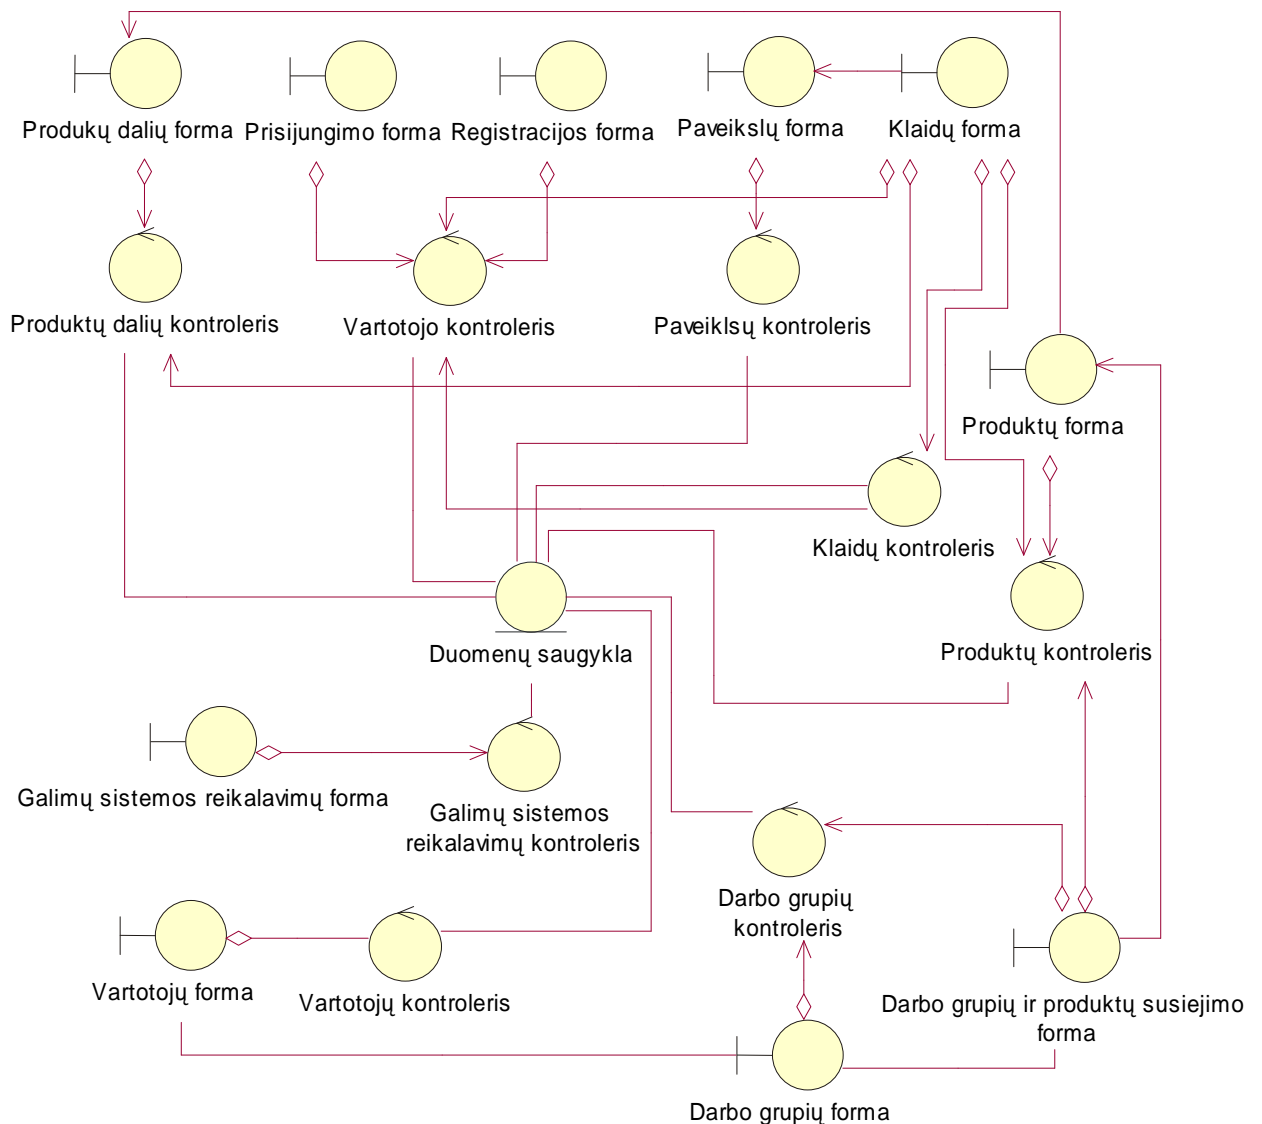 Produkų dalių forma
Prisijungimo forma
Registracijos forma
Paveikslų forma
Klaidų forma
Produktų dalių kontroleris
Vartotojo kontroleris
Paveiklsų kontroleris
Produktų forma
Klaidų kontroleris
Duomenų saugykla
Produktų kontroleris
Galimų sistemos reikalavimų forma
Galimų sistemos
reikalavimų kontroleris
Darbo grupių
kontroleris
Vartotojų forma
Vartotojų kontroleris
Darbo grupių ir produktų susiejimo
forma
Darbo grupių forma